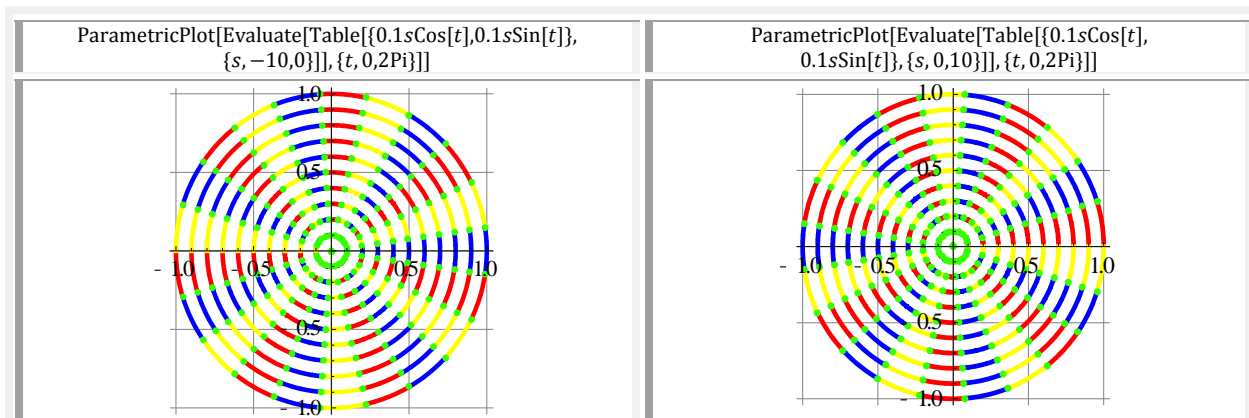 ParametricPlot[Evaluate[Table[{0.1sCos[t],0.1sSin[t]},
{s, −10,0}]], {t, 0,2Pi}]]
ParametricPlot[Evaluate[Table[{0.1sCos[t],
0.1sSin[t]}, {s, 0,10}]], {t, 0,2Pi}]]
1.0
0.5
- 1.0 - 0.5 0.5 1.0
- 0.5
- 1.0
1.0
0.5
- 1.0 - 0.5 0.5 1.0
0.5
- 1.0